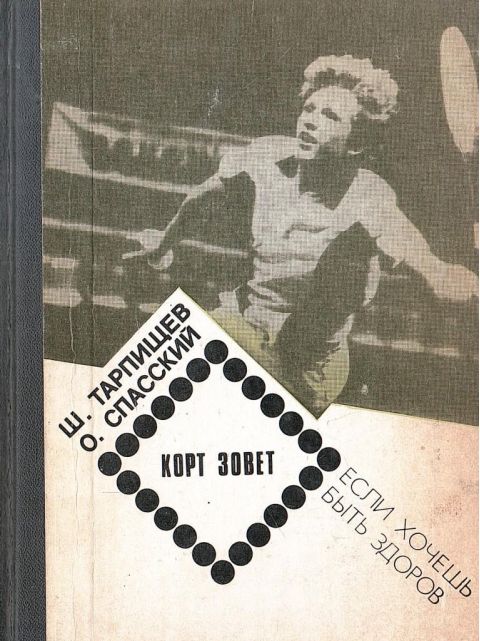 Ш. ТАРПИЩЕВ
О. СПАССКИЙ
КОРТ ЗОВЕТ
ЕСЛИ ХОЧЕШЬ
БЫТЬ ЗДОРОВ